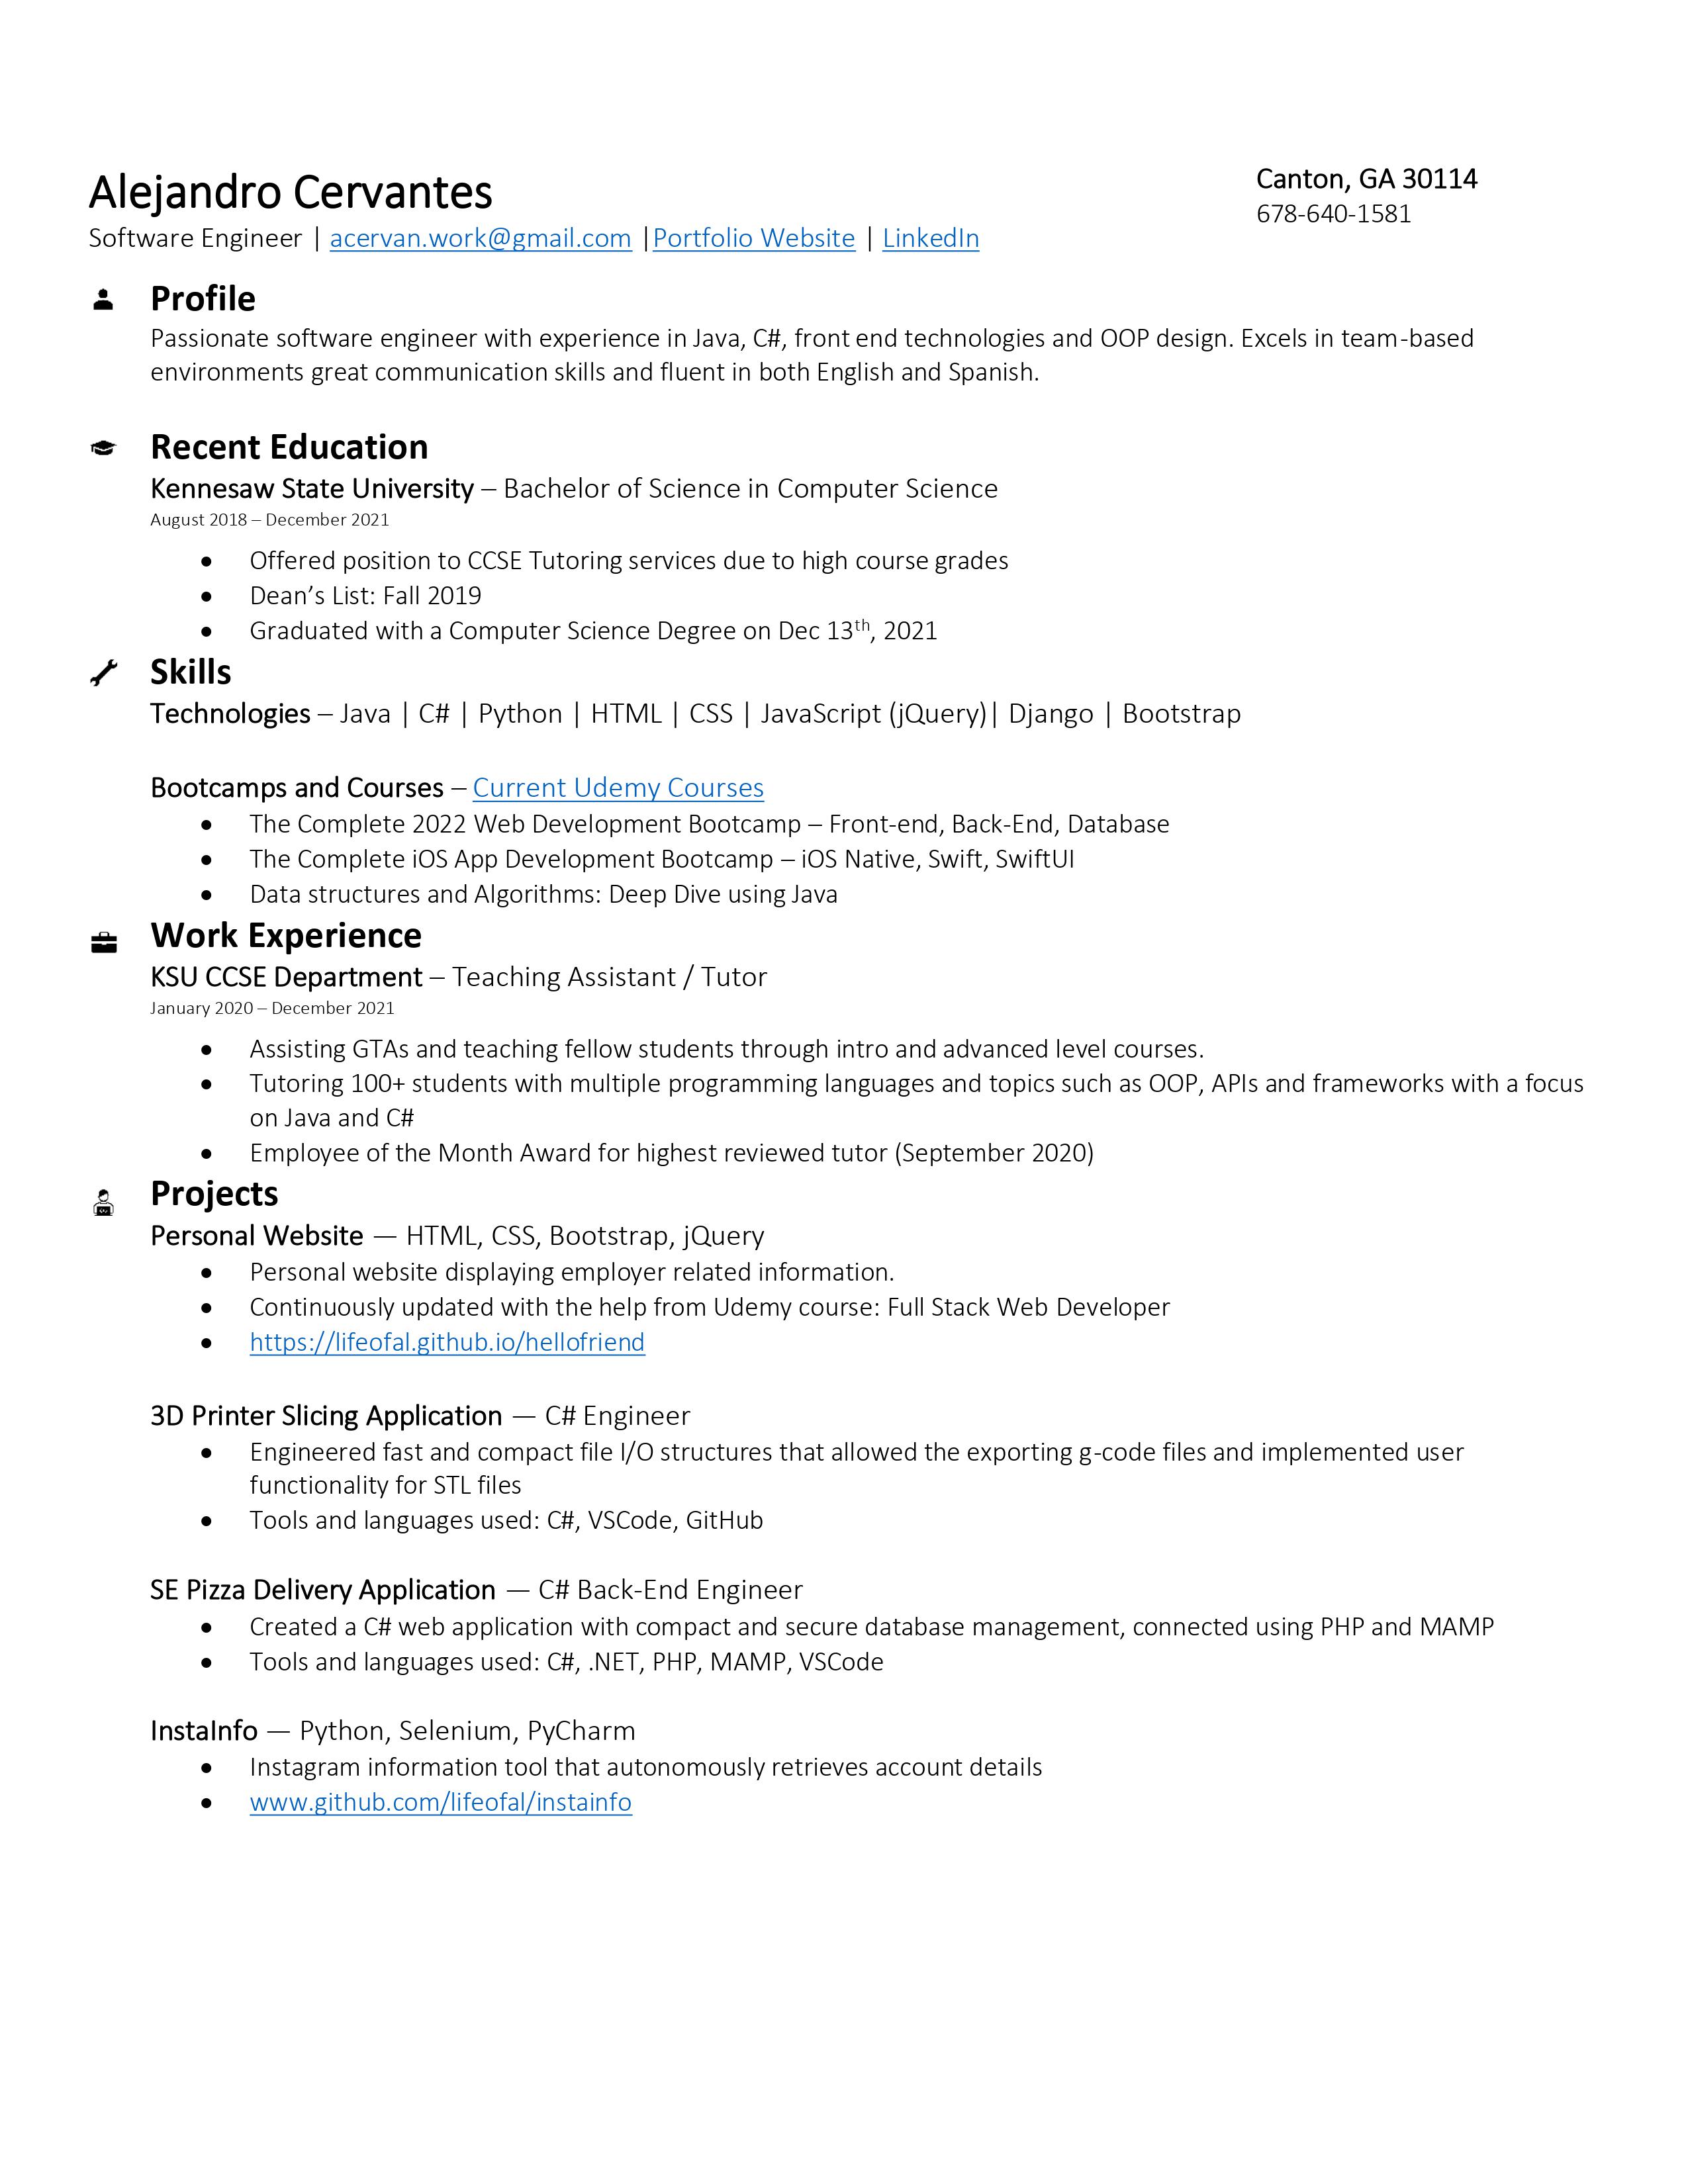 Alejandro Cervantes
Canton, GA 30114
678-640-1581
Software Engineer | acervan.work@gmail.com |Portfolio Website | LinkedIn
Profile
Passionate software engineer with experience in Java, C#, front end technologies and OOP design. Excels in team-based
environments great communication skills and fluent in both English and Spanish.
Recent Education
Kennesaw State University – Bachelor of Science in Computer Science
August 2018 – December 2021
• Offered position to CCSE Tutoring services due to high course grades
• Dean’s List: Fall 2019
• Graduated with a Computer Science Degree on Dec 13th, 2021
Skills
Technologies – Java | C# | Python | HTML | CSS | JavaScript (jQuery)| Django | Bootstrap
Bootcamps and Courses – Current Udemy Courses
• The Complete 2022 Web Development Bootcamp – Front-end, Back-End, Database
• The Complete iOS App Development Bootcamp – iOS Native, Swift, SwiftUI
• Data structures and Algorithms: Deep Dive using Java
Work Experience
KSU CCSE Department – Teaching Assistant / Tutor
January 2020 – December 2021
• Assisting GTAs and teaching fellow students through intro and advanced level courses.
• Tutoring 100+ students with multiple programming languages and topics such as OOP, APIs and frameworks with a focus
on Java and C#
• Employee of the Month Award for highest reviewed tutor (September 2020)
Projects
Personal Website — HTML, CSS, Bootstrap, jQuery
• Personal website displaying employer related information.
• Continuously updated with the help from Udemy course: Full Stack Web Developer
• https://lifeofal.github.io/hellofriend
3D Printer Slicing Application — C# Engineer
• Engineered fast and compact file I/O structures that allowed the exporting g-code files and implemented user
functionality for STL files
• Tools and languages used: C#, VSCode, GitHub
SE Pizza Delivery Application — C# Back-End Engineer
• Created a C# web application with compact and secure database management, connected using PHP and MAMP
• Tools and languages used: C#, .NET, PHP, MAMP, VSCode
InstaInfo — Python, Selenium, PyCharm
• Instagram information tool that autonomously retrieves account details
• www.github.com/lifeofal/instainfo